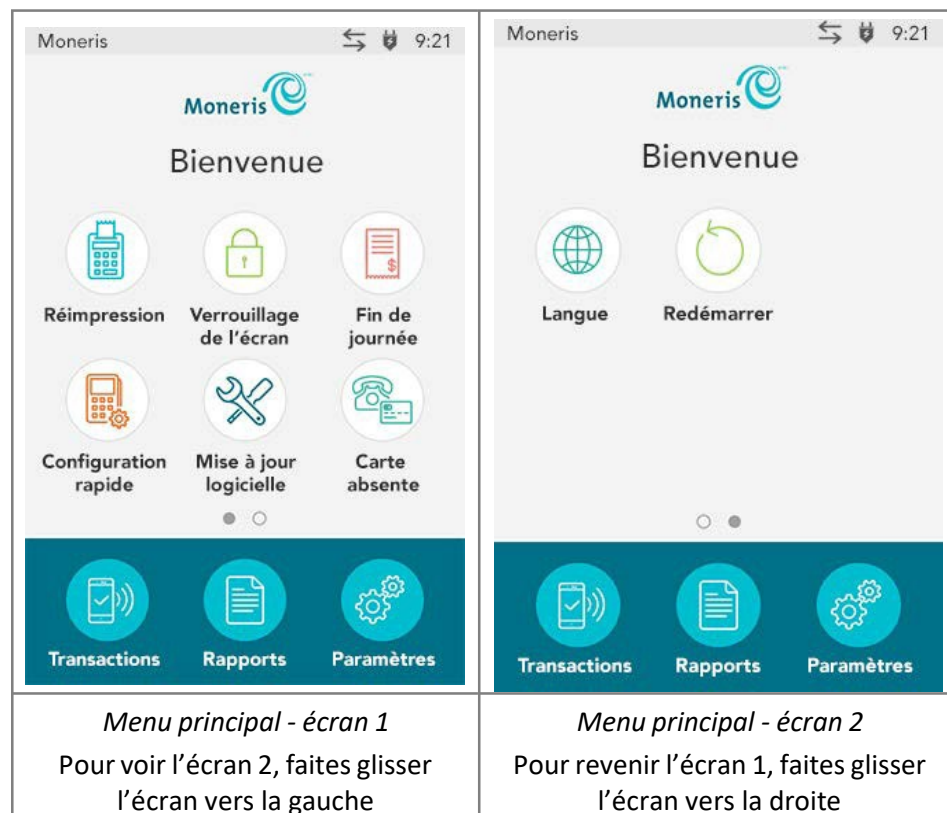 Moneris 9:21
Moneris
Bienvenue
Réimpression Verrouillage de l'écran Fin de journée
Configuration rapide Mise à jour logicielle Carte absente
Transactions Rapports Paramètres
Menu principal - écran 1
Pour voir l'écran 2, faites glisser
l'écran vers la gauche
Moneris 9:21
Moneris
Bienvenue
Langue Redémarrer
Transactions Rapports Paramètres
Menu principal - écran 2
Pour revenir l'écran 1, faites glisser
l'écran vers la droite